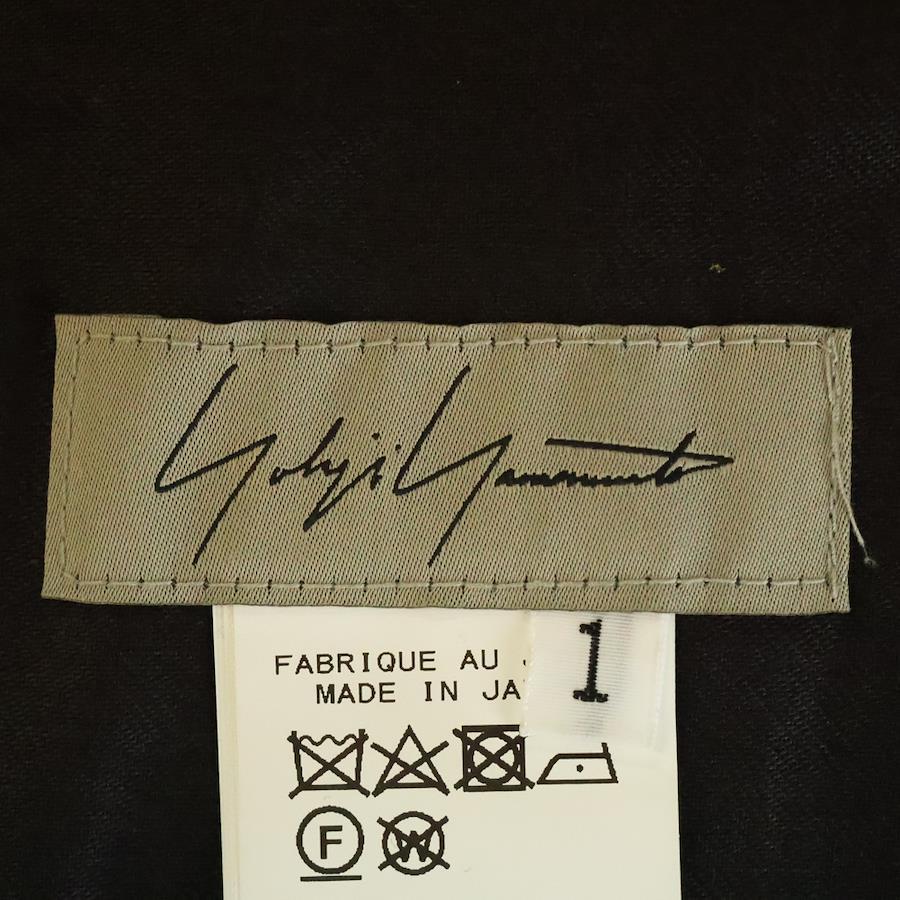 Yohji Yamamoto
FABRIQUE AU J
MADE IN JA
1
F
W